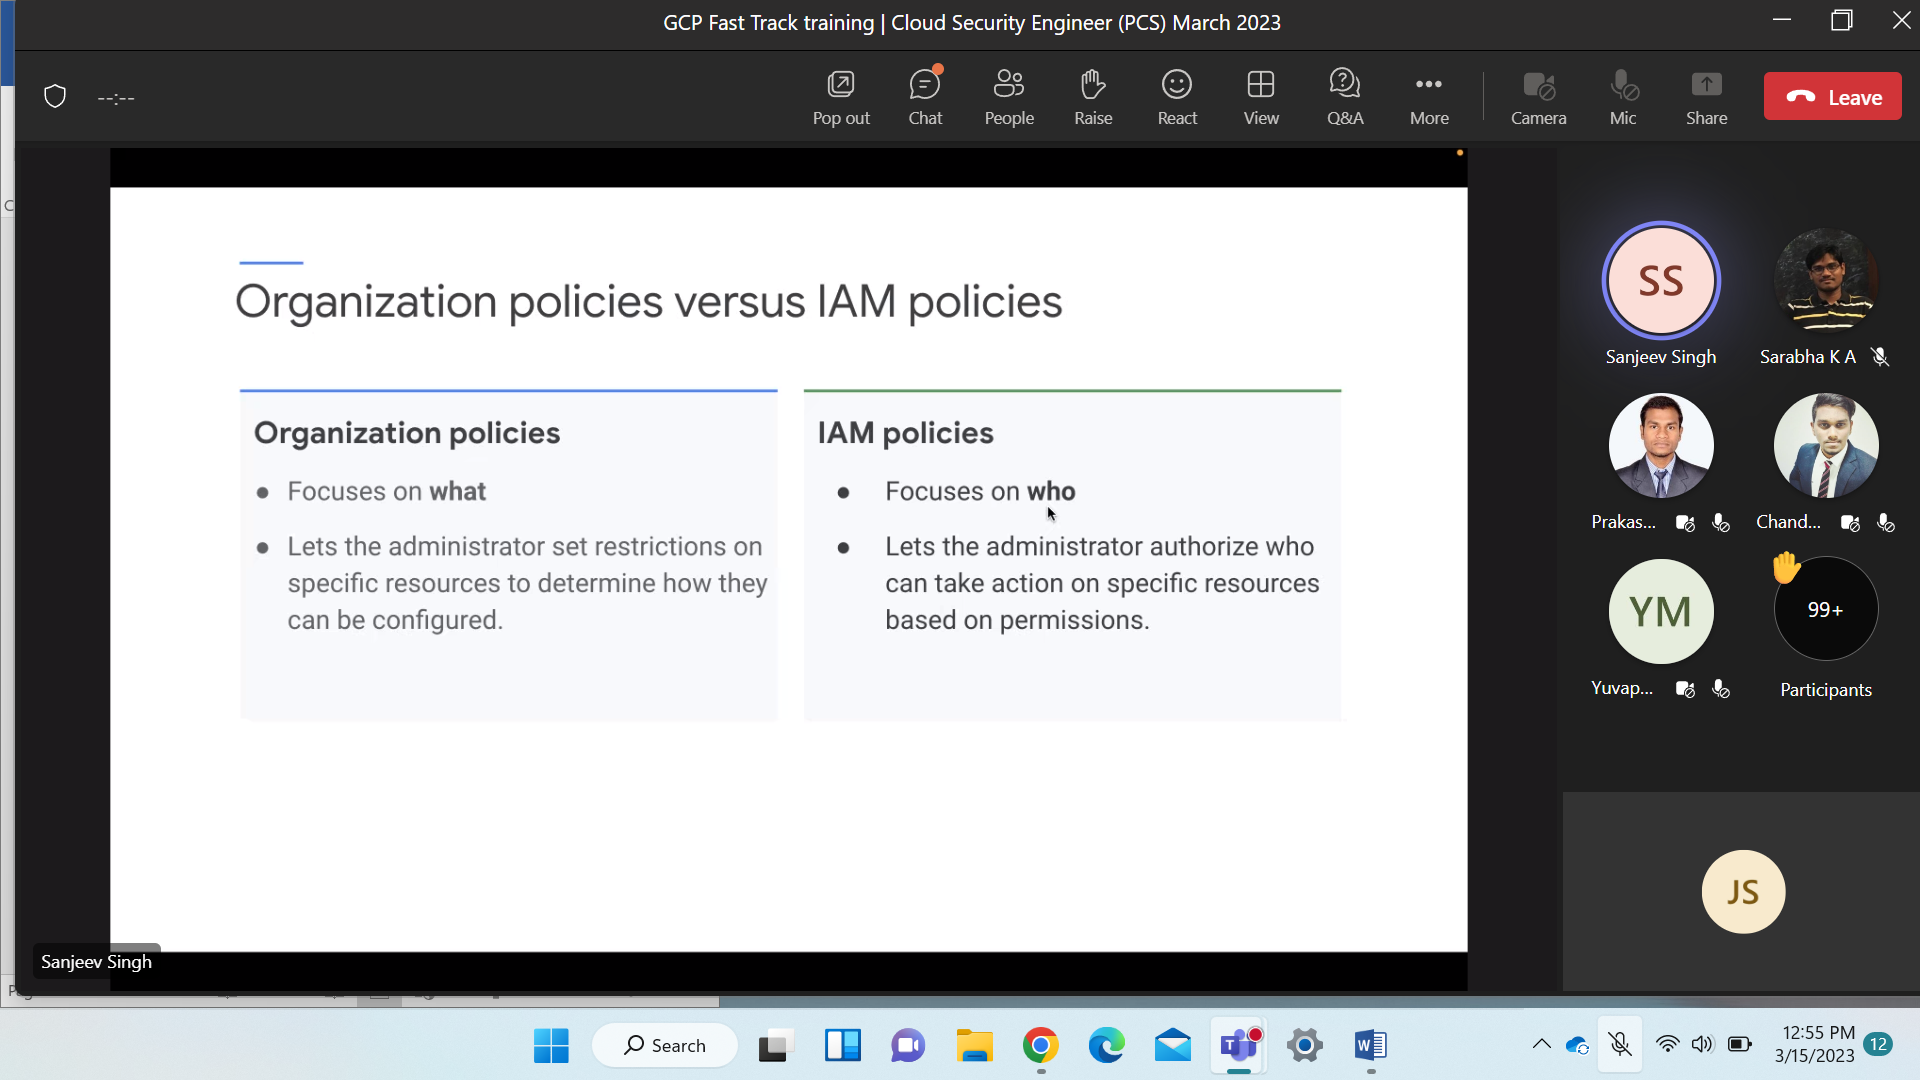 GCP Fast Track training | Cloud Security Engineer (PCS) March 2023
--:--
Pop out
Chat
People
Raise
React
View
Q&A
More
Camera
Mic
Share
Leave
Organization policies versus IAM policies
Organization policies
● Focuses on what
● Lets the administrator set restrictions on
specific resources to determine how they
can be configured.
IAM policies
● Focuses on who
● Lets the administrator authorize who
can take action on specific resources
based on permissions.
SS
Sanjeev Singh
Sarabha K A
Prakas...
Chand...
YM
Yuvap...
99+
Participants
JS
Sanjeev Singh
Search
12:55 PM
3/15/2023
12